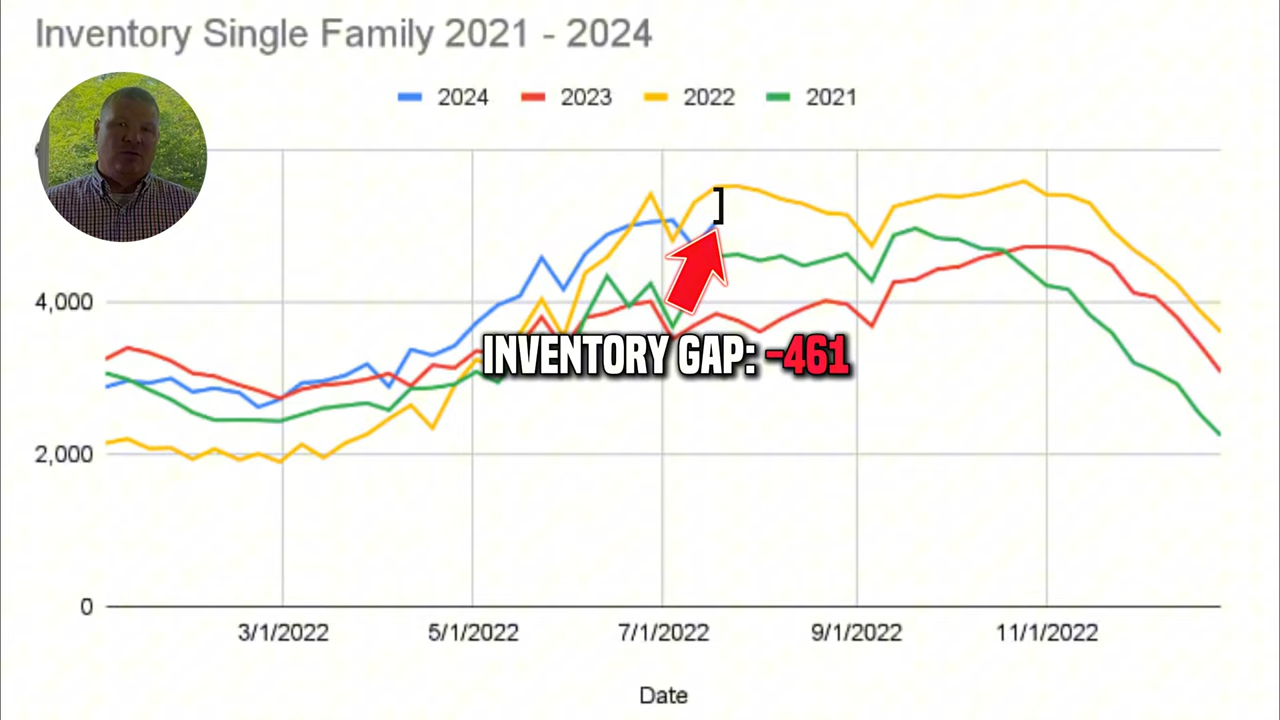 Inventory Single Family 2021 - 2024
2024 2023 2022 2021
4,000
INVENTORY GAP: -461
2,000
0
3/1/2022 5/1/2022 7/1/2022 9/1/2022 11/1/2022
Date